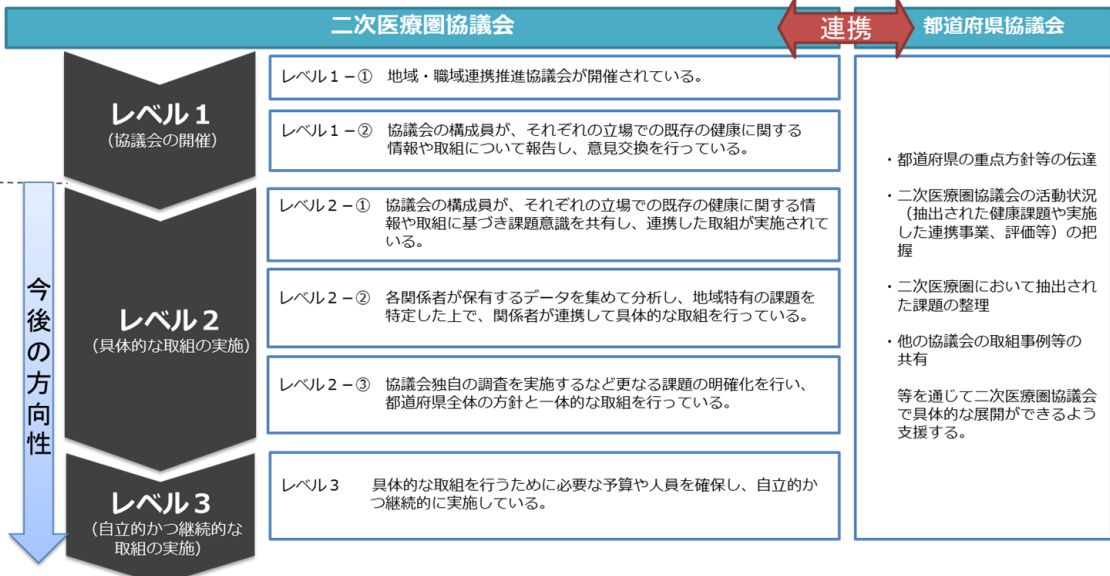 二次医療圏協議会
連携
都道府県協議会
レベル１
（協議会の開催）
レベル１－①　地域・職域連携推進協議会が開催されている。
レベル１－②　協議会の構成員が、それぞれの立場での既存の健康に関する
情報や取組について報告し、意見交換を行っている。
今後の方向性
レベル２
（具体的な取組の実施）
レベル２－①　協議会の構成員が、それぞれの立場での既存の健康に関する情
報や取組に基づき課題意識を共有し、連携した取組が実施されて
いる。
レベル２－②　各関係者が保有するデータを集めて分析し、地域特有の課題を
特定した上で、関係者が連携して具体的な取組を行っている。
レベル２－③　協議会独自の調査を実施するなど更なる課題の明確化を行い、
都道府県全体の方針と一体的な取組を行っている。
レベル３
（自立的かつ継続的な
取組の実施）
レベル３　　具体的な取組を行うために必要な予算や人員を確保し、自立的か
つ継続的に実施している。
・都道府県の重点方針等の伝達
・二次医療圏協議会の活動状況
（抽出された健康課題や実施
した連携事業、評価等）の把
握
・二次医療圏において抽出され
た課題の整理
・他の協議会の取組事例等の
共有
等を通じて二次医療圏協議会
で具体的な展開ができるよう
支援する。